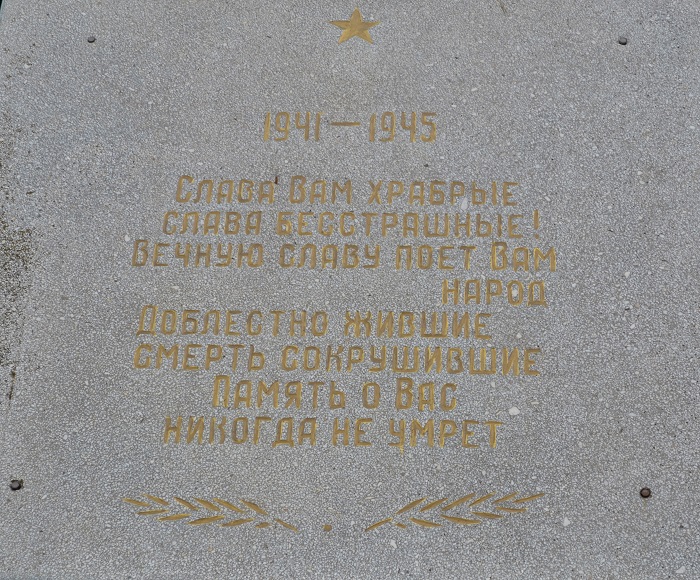 1941 — 1945
Слава Вам храбрые
слава бесстрашные!
Вечную славу поет Вам
народ
Доблестно жившие
смерть сокрушившие
Память о Вас
никогда не умрет